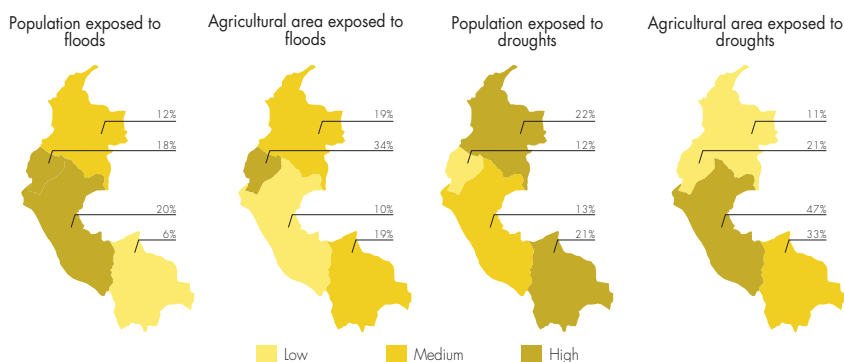 Population exposed to
floods
12%
18%
20%
6%
Agricultural area exposed to
floods
19%
34%
10%
19%
Population exposed to
droughts
22%
12%
13%
21%
Agricultural area exposed to
droughts
11%
21%
47%
33%
Low
Medium
High